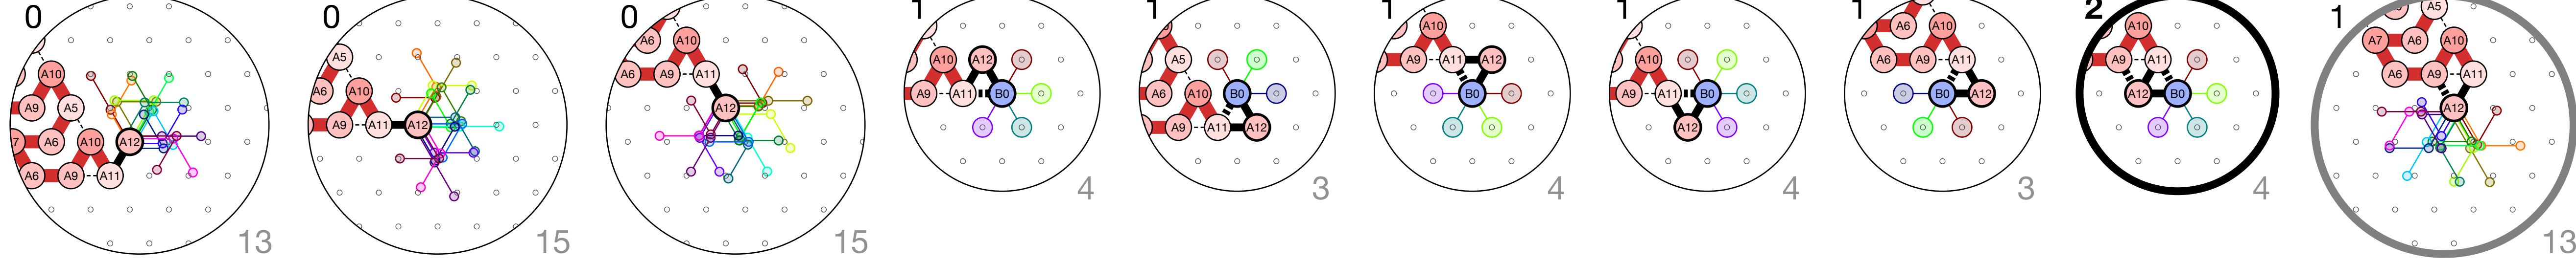 0 0 0 1 1 1 1 1 2 1
A10 A9 A5 A6 A10 A12 A6 A9 A11
A5 A6 A10 A9 A11 A12
A10 A6 A6 A9 A11 A12
A10 A12 A9 A11 B0
A5 A6 A10 B0 A9 A11 A12
A10 A9 A11 A12 B0
A10 A9 A11 B0 A12
A6 A10 A6 A9 A11 B0 A12
A10 A9 A11 A12 B0
A5 A7 A6 A10 A6 A9 A11 A12
13 15 15 4 3 4 4 3 4 13